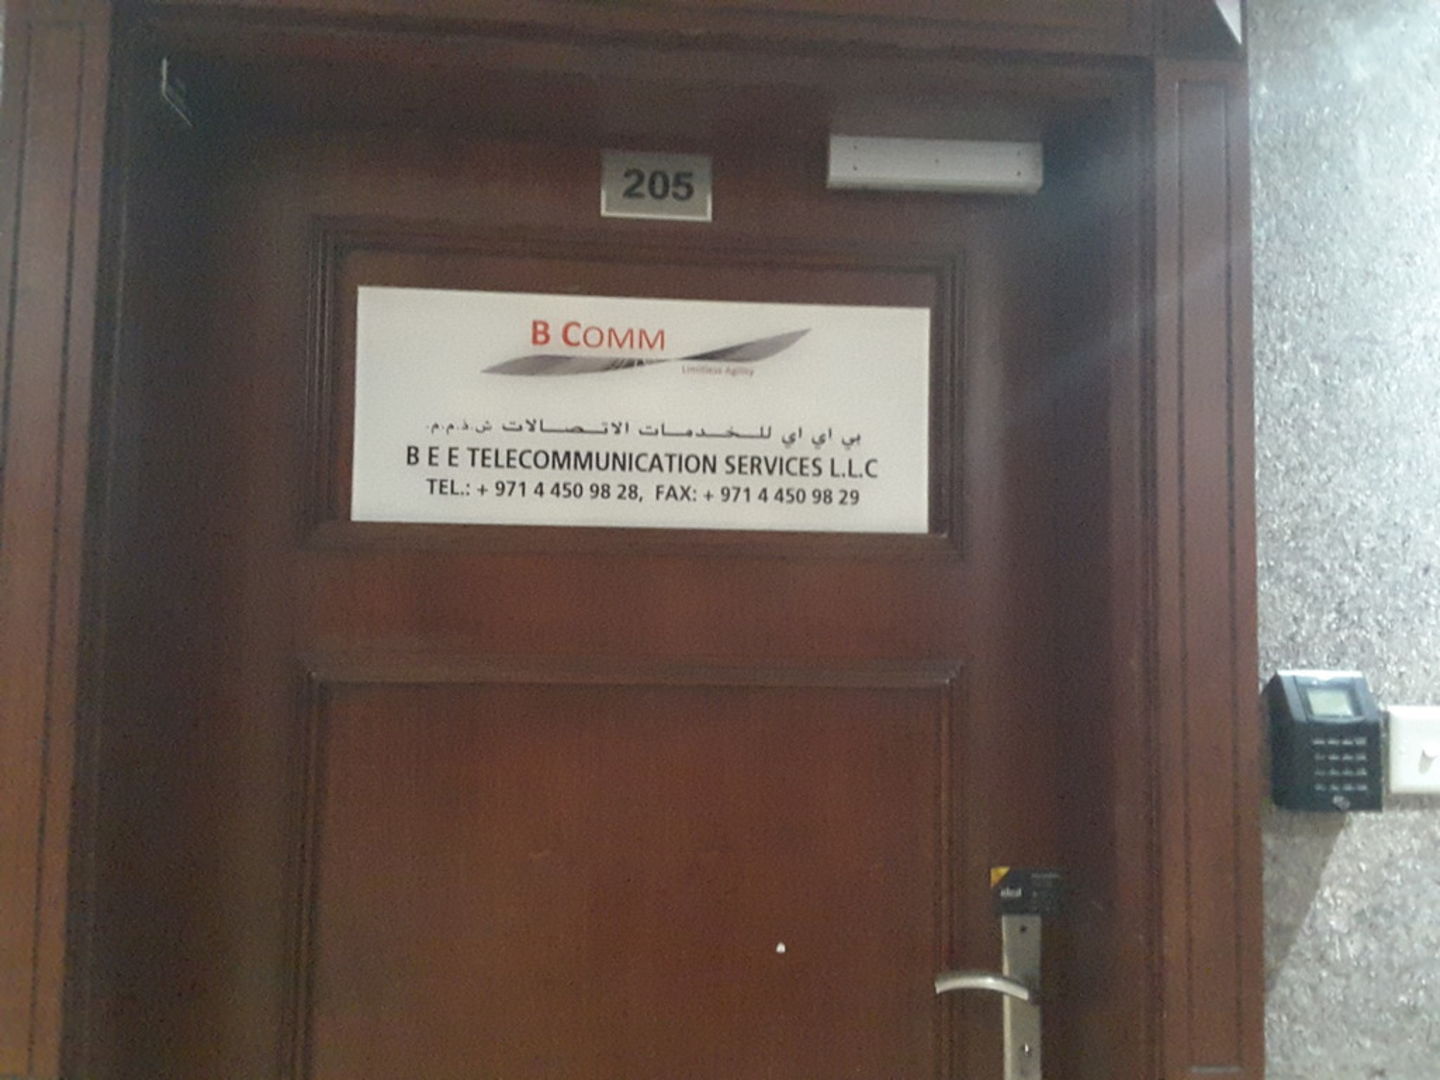 205
B COMM
Limitless Agility
بي اي اي للخدمات الاتصالات ش.ذ.م.م.
B E E TELECOMMUNICATION SERVICES L.L.C
TEL.: + 971 4 450 98 28, FAX: + 971 4 450 98 29
ideal